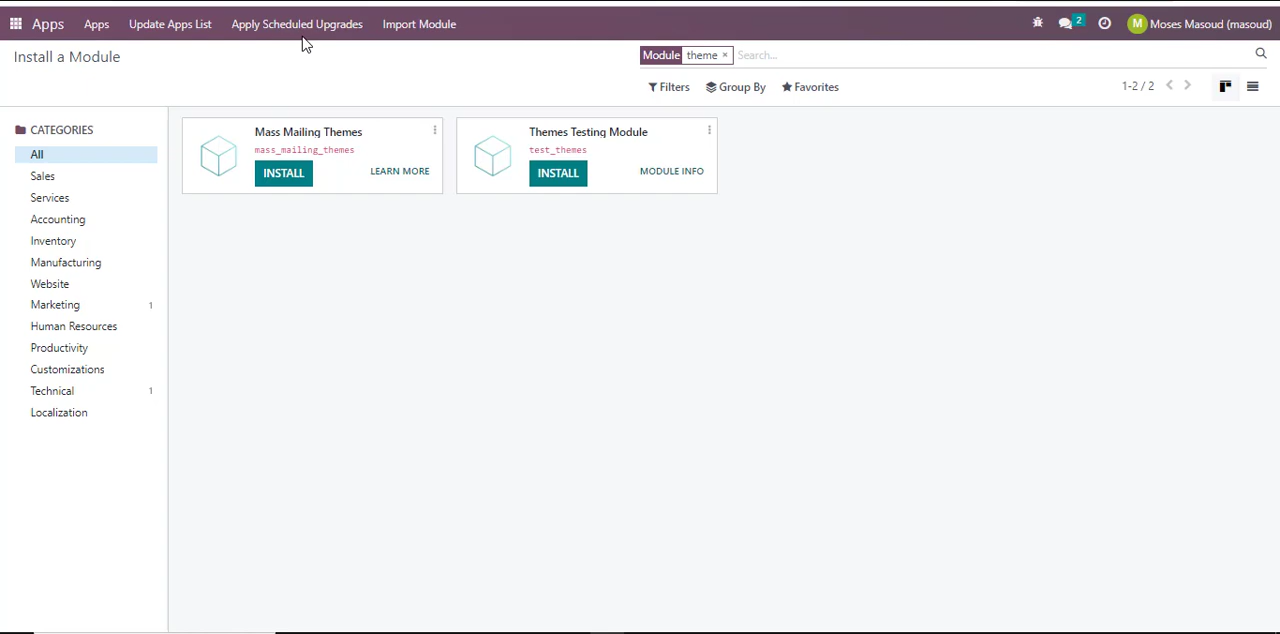 Apps Apps Update Apps List Apply Scheduled Upgrades Import Module 2 M Moses Masoud (masoud)
Install a Module
Module theme × Search...
Filters Group By Favorites 1-2 / 2
CATEGORIES
All
Sales
Services
Accounting
Inventory
Manufacturing
Website
Marketing 1
Human Resources
Productivity
Customizations
Technical 1
Localization
Mass Mailing Themes
mass_mailing_themes
INSTALL LEARN MORE
Themes Testing Module
test_themes
INSTALL MODULE INFO